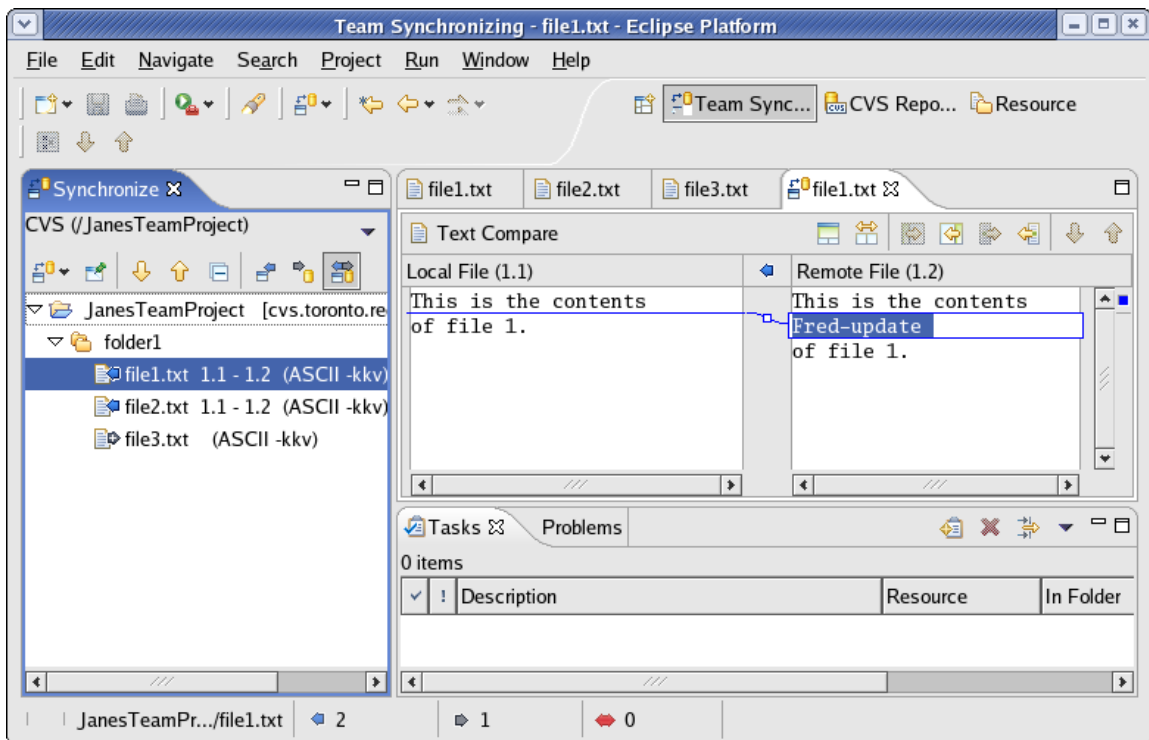 Team Synchronizing - file1.txt - Eclipse Platform
File Edit Navigate Search Project Run Window Help
Team Sync... CVS Repo... Resource
Synchronize
file1.txt file2.txt file3.txt file1.txt
CVS (/JanesTeamProject)
Text Compare
Local File (1.1) Remote File (1.2)
JanesTeamProject [cvs.toronto.re
folder1
file1.txt 1.1 - 1.2 (ASCII -kkv)
file2.txt 1.1 - 1.2 (ASCII -kkv)
file3.txt (ASCII -kkv)
This is the contents
of file 1.
This is the contents
Fred-update
of file 1.
Tasks Problems
0 items
! Description Resource In Folder
JanesTeamPr.../file1.txt 2 1 0